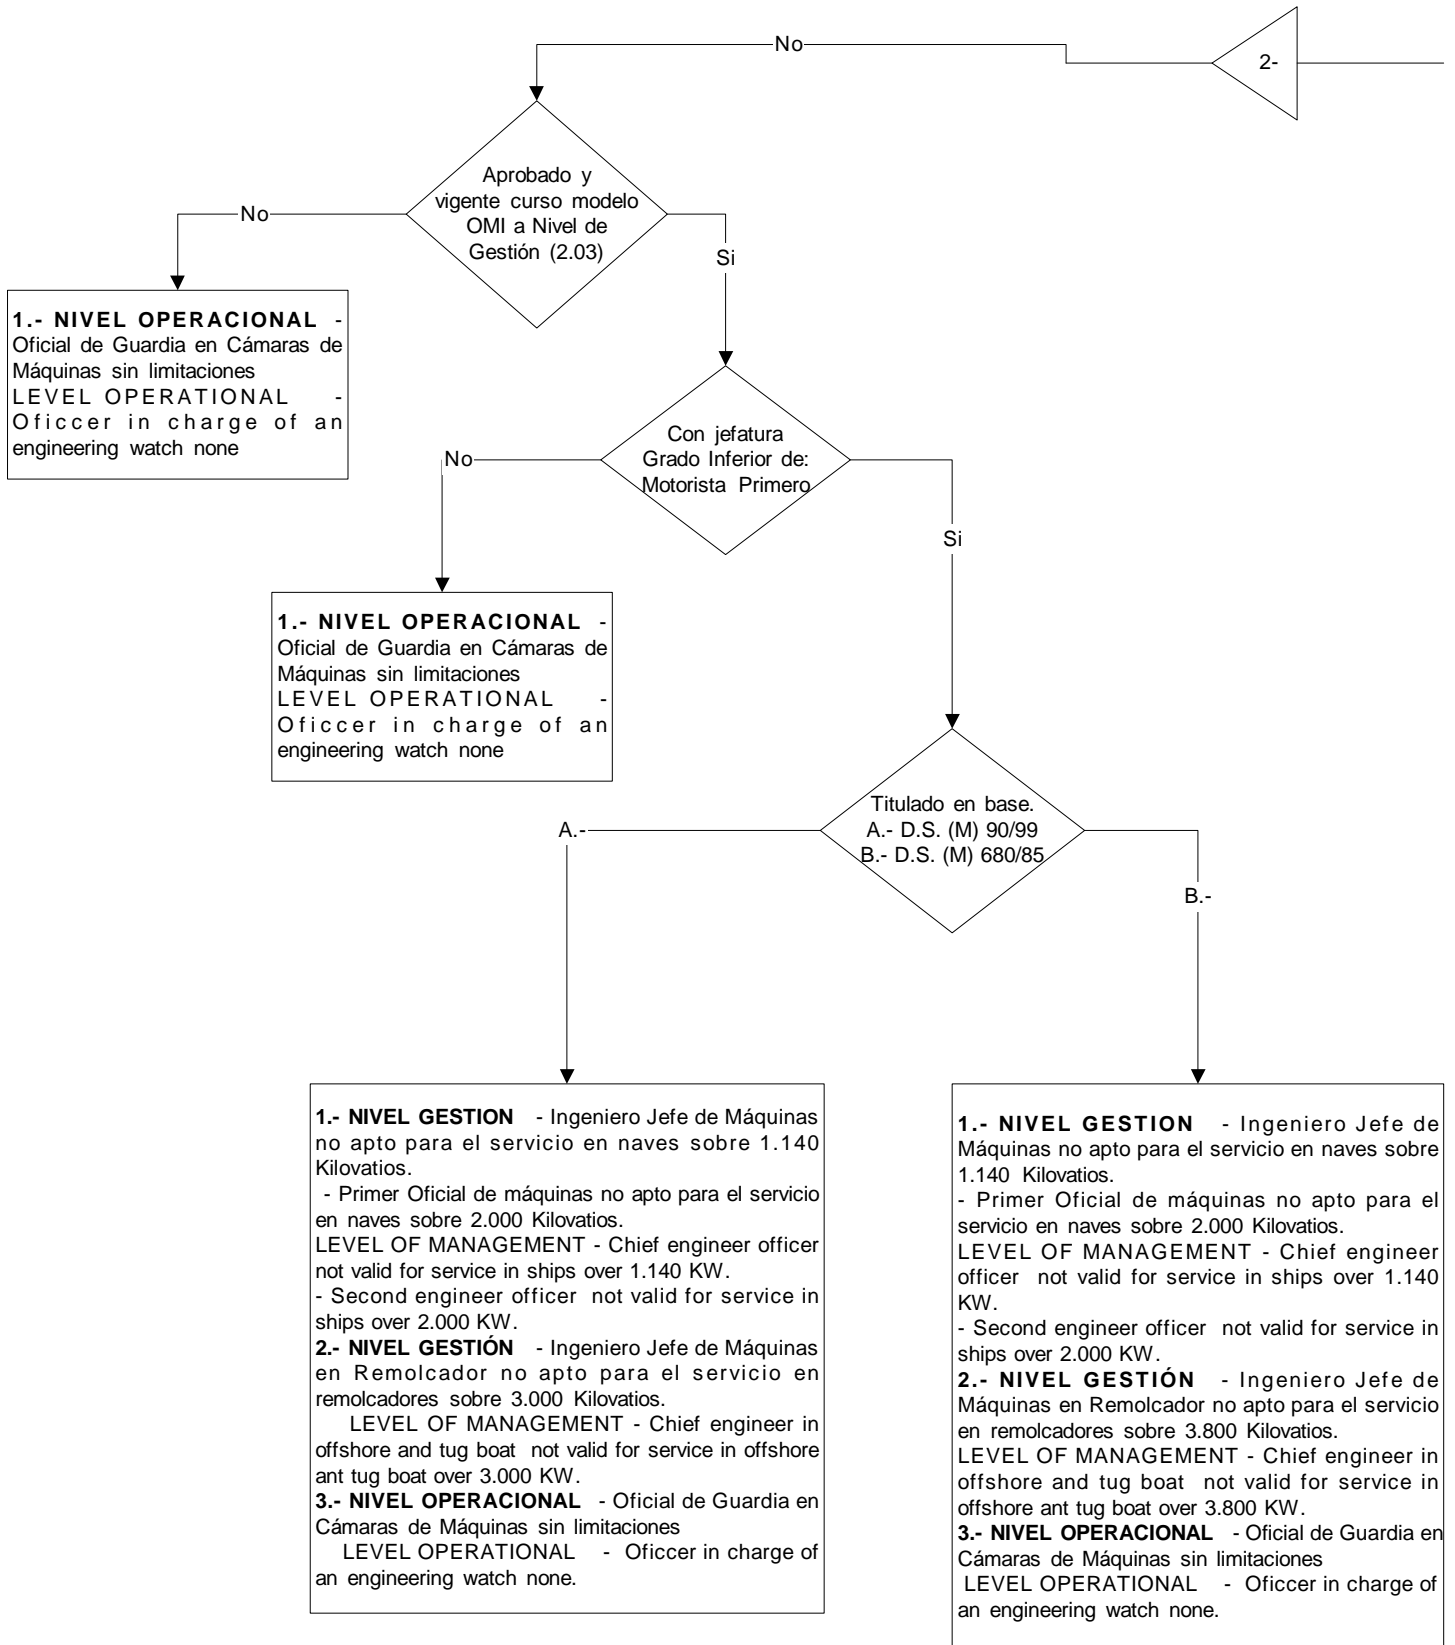 No
2-
Aprobado y
vigente curso modelo
OMI a Nivel de
Gestión (2.03)
No
Si
1.- NIVEL OPERACIONAL -
Oficial de Guardia en Cámaras de
Máquinas sin limitaciones
LEVEL OPERATIONAL -
Oficcer in charge of an
engineering watch none
Con jefatura
Grado Inferior de:
Motorista Primero
No
Si
1.- NIVEL OPERACIONAL -
Oficial de Guardia en Cámaras de
Máquinas sin limitaciones
LEVEL OPERATIONAL -
Oficcer in charge of an
engineering watch none
Titulado en base.
A.- D.S. (M) 90/99
B.- D.S. (M) 680/85
A.-
B.-
1.- NIVEL GESTION - Ingeniero Jefe de Máquinas
no apto para el servicio en naves sobre 1.140
Kilovatios.
- Primer Oficial de máquinas no apto para el servicio
en naves sobre 2.000 Kilovatios.
LEVEL OF MANAGEMENT - Chief engineer officer
not valid for service in ships over 1.140 KW.
- Second engineer officer not valid for service in
ships over 2.000 KW.
2.- NIVEL GESTIÓN - Ingeniero Jefe de Máquinas
en Remolcador no apto para el servicio en
remolcadores sobre 3.000 Kilovatios.
LEVEL OF MANAGEMENT - Chief engineer in
offshore and tug boat not valid for service in offshore
ant tug boat over 3.000 KW.
3.- NIVEL OPERACIONAL - Oficial de Guardia en
Cámaras de Máquinas sin limitaciones
LEVEL OPERATIONAL - Oficcer in charge of
an engineering watch none.
1.- NIVEL GESTION - Ingeniero Jefe de
Máquinas no apto para el servicio en naves sobre
1.140 Kilovatios.
- Primer Oficial de máquinas no apto para el
servicio en naves sobre 2.000 Kilovatios.
LEVEL OF MANAGEMENT - Chief engineer
officer not valid for service in ships over 1.140
KW.
- Second engineer officer not valid for service in
ships over 2.000 KW.
2.- NIVEL GESTIÓN - Ingeniero Jefe de
Máquinas en Remolcador no apto para el servicio
en remolcadores sobre 3.800 Kilovatios.
LEVEL OF MANAGEMENT - Chief engineer in
offshore and tug boat not valid for service in
offshore ant tug boat over 3.800 KW.
3.- NIVEL OPERACIONAL - Oficial de Guardia en
Cámaras de Máquinas sin limitaciones
LEVEL OPERATIONAL - Oficcer in charge of
an engineering watch none.